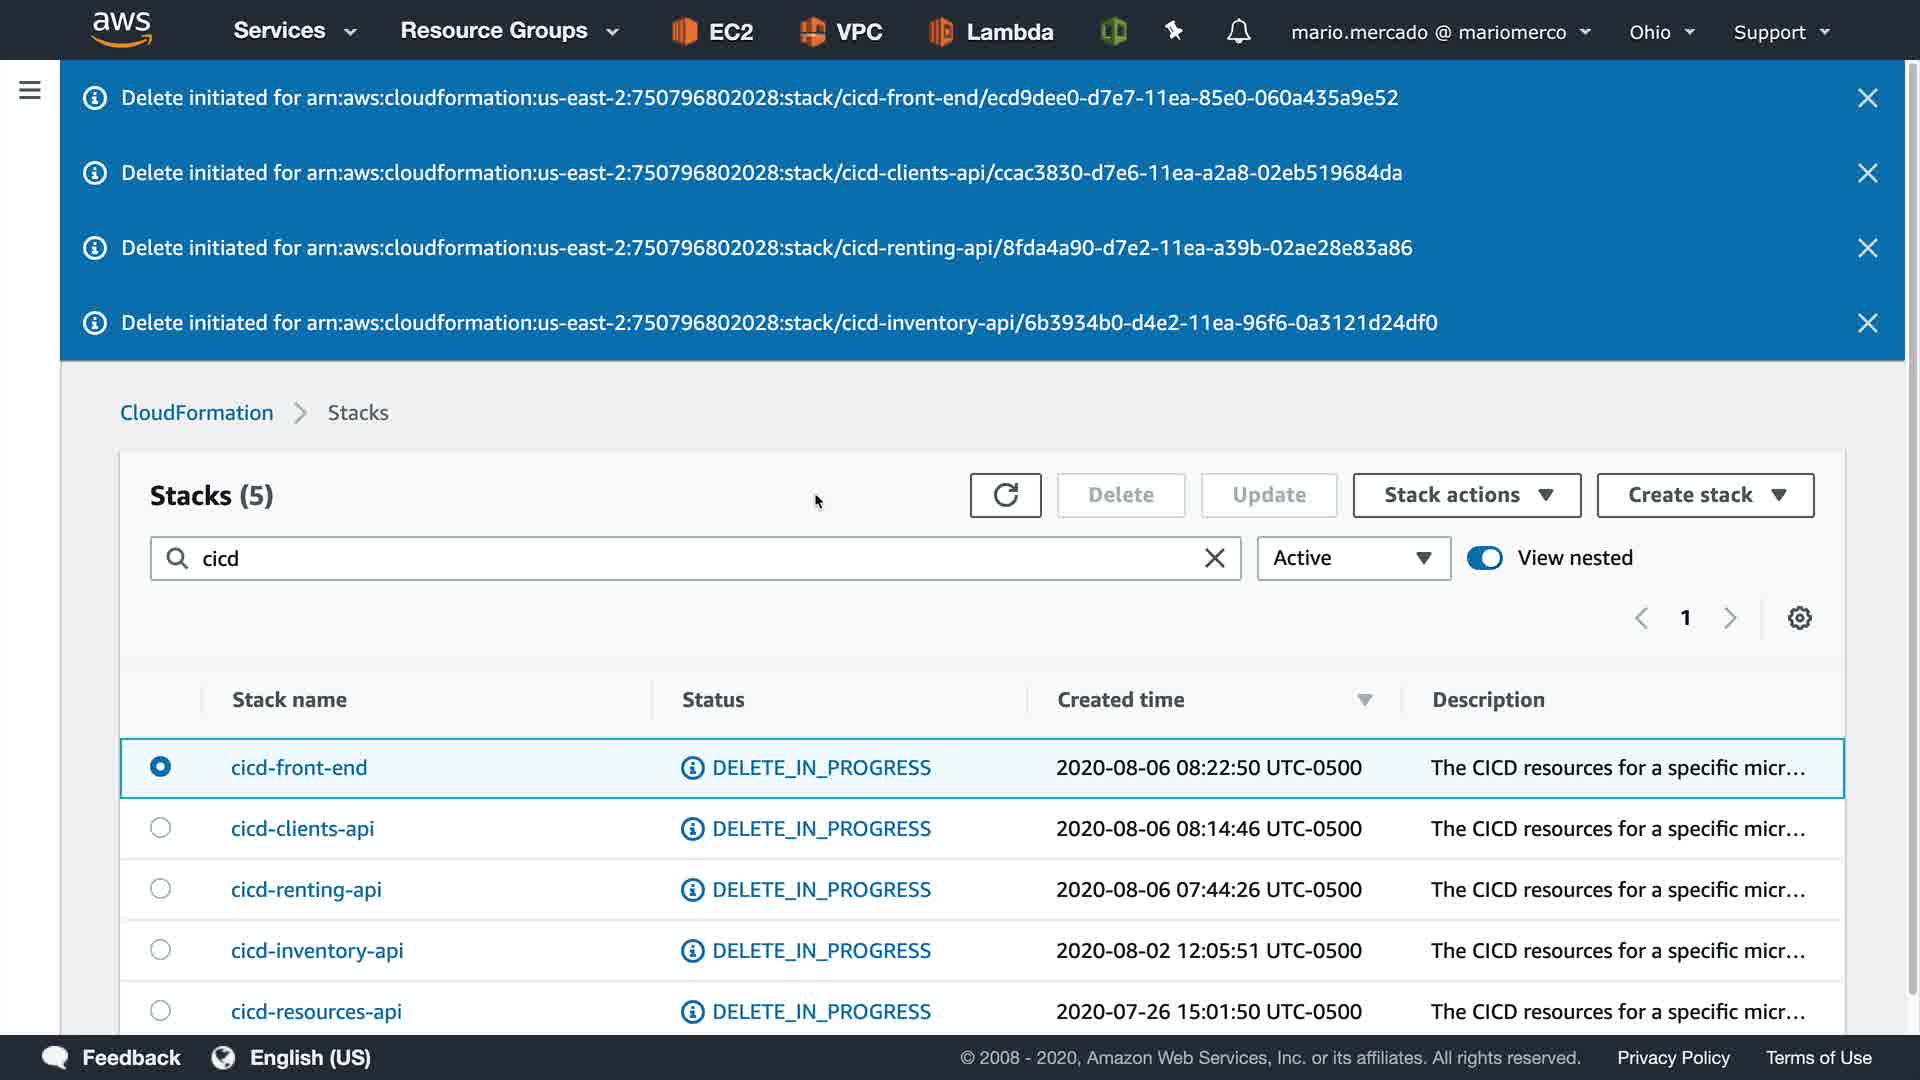 aws Services Resource Groups EC2 VPC Lambda mario.mercado @ mariomerco Ohio Support
Delete initiated for arn:aws:cloudformation:us-east-2:750796802028:stack/cicd-front-end/ecd9dee0-d7e7-11ea-85e0-060a435a9e52
Delete initiated for arn:aws:cloudformation:us-east-2:750796802028:stack/cicd-clients-api/ccac3830-d7e6-11ea-a2a8-02eb519684da
Delete initiated for arn:aws:cloudformation:us-east-2:750796802028:stack/cicd-renting-api/8fda4a90-d7e2-11ea-a39b-02ae28e83a86
Delete initiated for arn:aws:cloudformation:us-east-2:750796802028:stack/cicd-inventory-api/6b3934b0-d4e2-11ea-96f6-0a3121d24df0
CloudFormation Stacks
Stacks (5) Delete Update Stack actions Create stack
cicd Active View nested
1
Stack name Status Created time Description
cicd-front-end DELETE_IN_PROGRESS 2020-08-06 08:22:50 UTC-0500 The CICD resources for a specific micr...
cicd-clients-api DELETE_IN_PROGRESS 2020-08-06 08:14:46 UTC-0500 The CICD resources for a specific micr...
cicd-renting-api DELETE_IN_PROGRESS 2020-08-06 07:44:26 UTC-0500 The CICD resources for a specific micr...
cicd-inventory-api DELETE_IN_PROGRESS 2020-08-02 12:05:51 UTC-0500 The CICD resources for a specific micr...
cicd-resources-api DELETE_IN_PROGRESS 2020-07-26 15:01:50 UTC-0500 The CICD resources for a specific micr...
Feedback English (US) © 2008 - 2020, Amazon Web Services, Inc. or its affiliates. All rights reserved. Privacy Policy Terms of Use